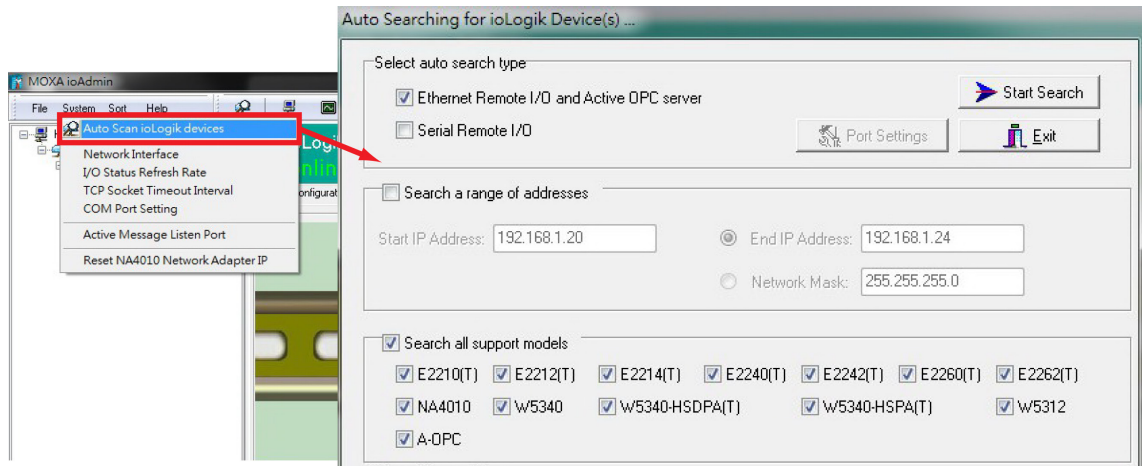 Auto Searching for ioLogik Device(s) ...
MOXA ioAdmin
File System Sort Help
Auto Scan ioLogik devices
Network Interface
I/O Status Refresh Rate
TCP Socket Timeout Interval
COM Port Setting
Active Message Listen Port
Reset NA4010 Network Adapter IP
Select auto search type
Ethernet Remote I/O and Active OPC server
Start Search
Serial Remote I/O
Port Settings
Exit
Search a range of addresses
Start IP Address: 192.168.1.20
End IP Address: 192.168.1.24
Network Mask: 255.255.255.0
Search all support models
E2210(T) E2212(T) E2214(T) E2240(T) E2242(T) E2260(T) E2262(T)
NA4010 W5340 W5340-HSDPA(T) W5340-HSPA(T) W5312
A-OPC